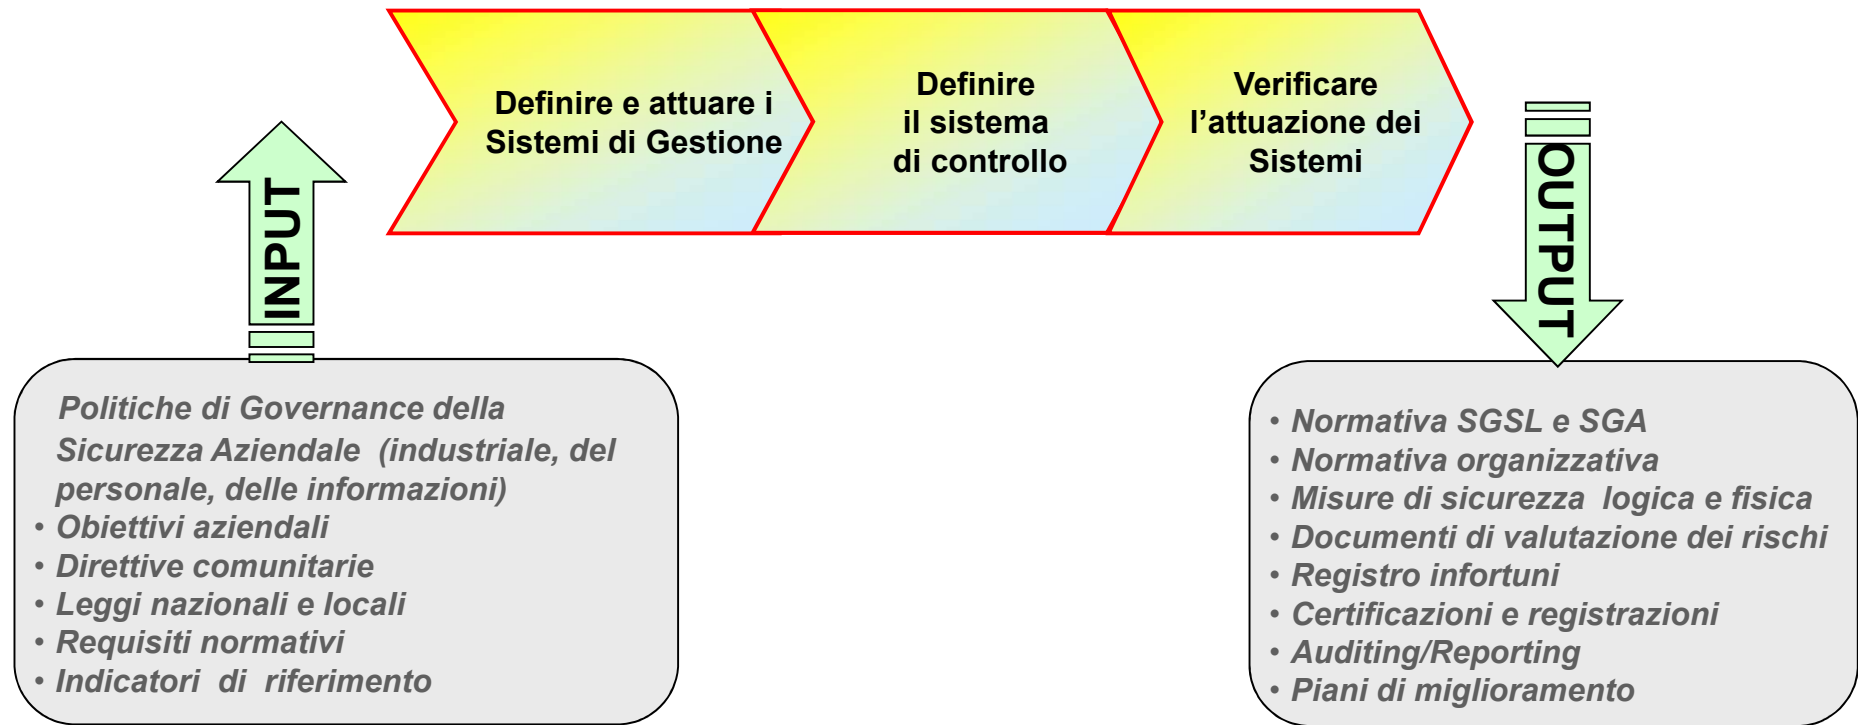 Definire e attuare i
Sistemi di Gestione
Definire
il sistema
di controllo
Verificare
l’attuazione dei
Sistemi
INPUT
OUTPUT
Politiche di Governance della
Sicurezza Aziendale (industriale, del
personale, delle informazioni)
• Obiettivi aziendali
• Direttive comunitarie
• Leggi nazionali e locali
• Requisiti normativi
• Indicatori di riferimento
• Normativa SGSL e SGA
• Normativa organizzativa
• Misure di sicurezza logica e fisica
• Documenti di valutazione dei rischi
• Registro infortuni
• Certificazioni e registrazioni
• Auditing/Reporting
• Piani di miglioramento